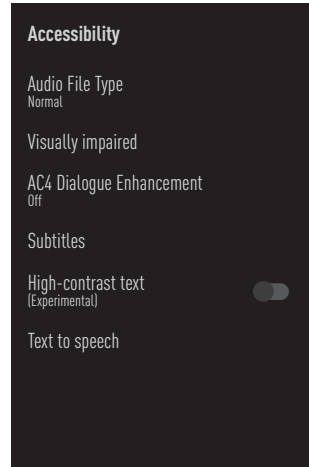 Accessibility
Audio File Type
Normal
Visually impaired
AC4 Dialogue Enhancement
Off
Subtitles
High-contrast text
(Experimental)
Text to speech